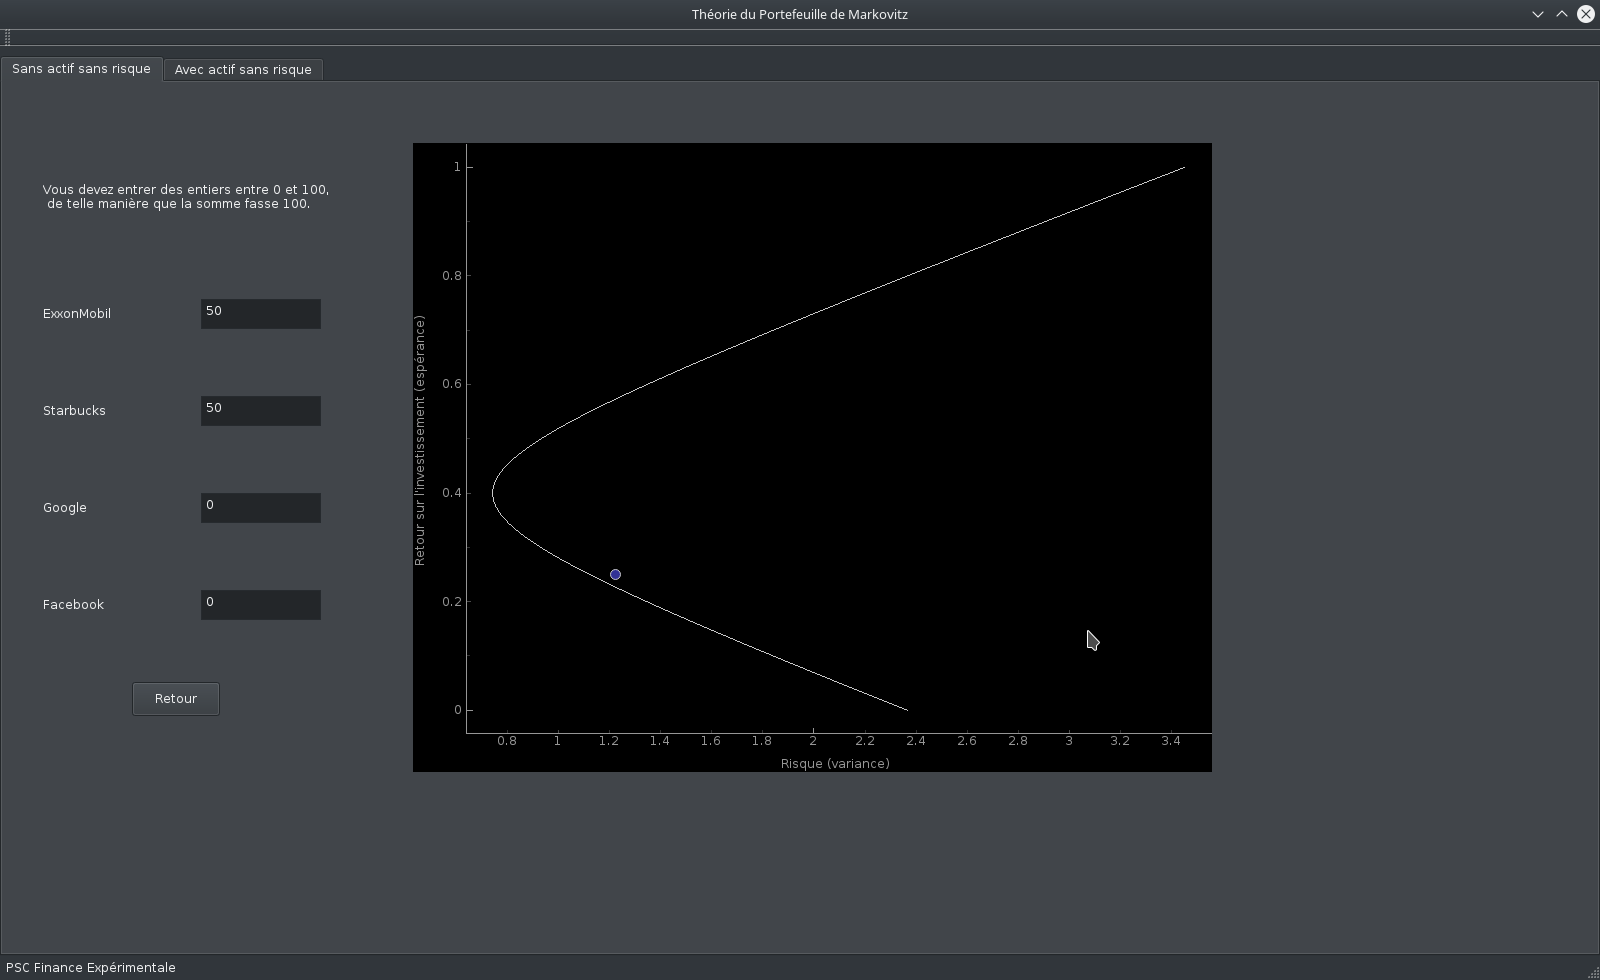 Théorie du Portefeuille de Markovitz
Sans actif sans risque
Avec actif sans risque
Vous devez entrer des entiers entre 0 et 100,
de telle manière que la somme fasse 100.
ExxonMobil
50
Starbucks
50
Google
0
Facebook
0
Retour
Retour sur l'investissement (espérance)
1
0.8
0.6
0.4
0.2
0
0.8 1 1.2 1.4 1.6 1.8 2 2.2 2.4 2.6 2.8 3 3.2 3.4
Risque (variance)
PSC Finance Expérimentale